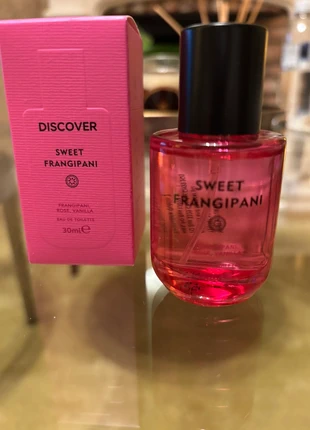 DISCOVER
SWEET
FRANGIPANI
FRANGIPANI,
ROSE, VANILLA
EAU DE TOILETTE
30ml℮
SWEET
FRANGIPANI